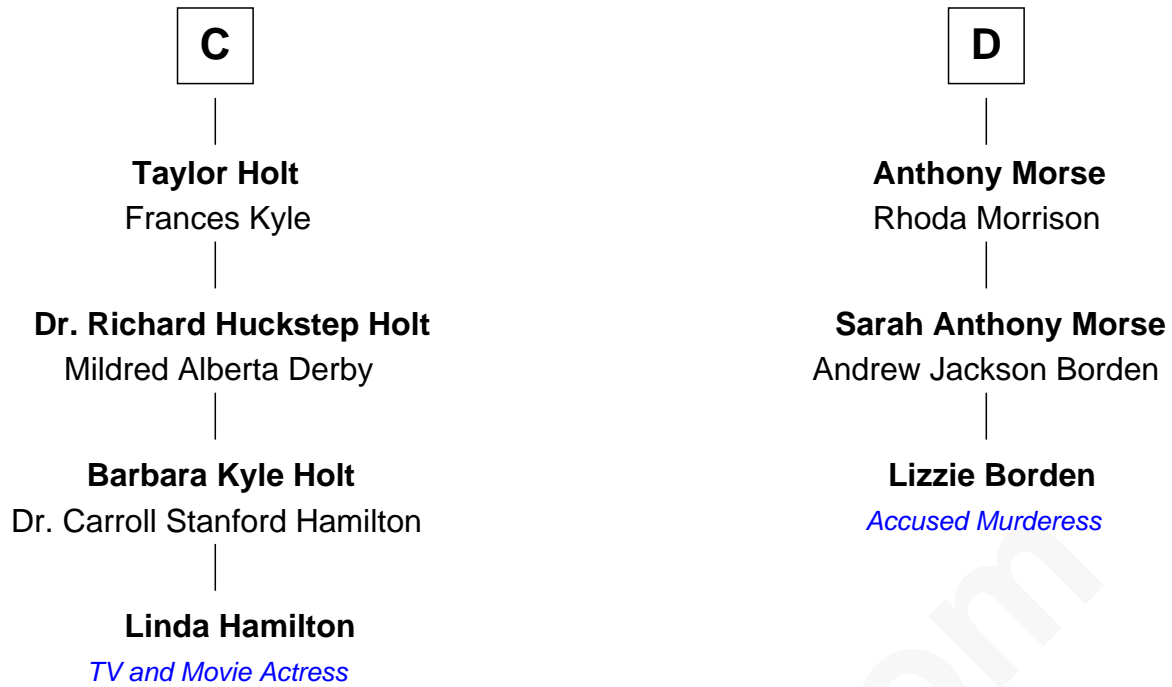 C
Taylor Holt
Frances Kyle
Dr. Richard Huckstep Holt
Mildred Alberta Derby
Barbara Kyle Holt
Dr. Carroll Stanford Hamilton
Linda Hamilton
TV and Movie Actress
D
Anthony Morse
Rhoda Morrison
Sarah Anthony Morse
Andrew Jackson Borden
Lizzie Borden
Accused Murderess
om